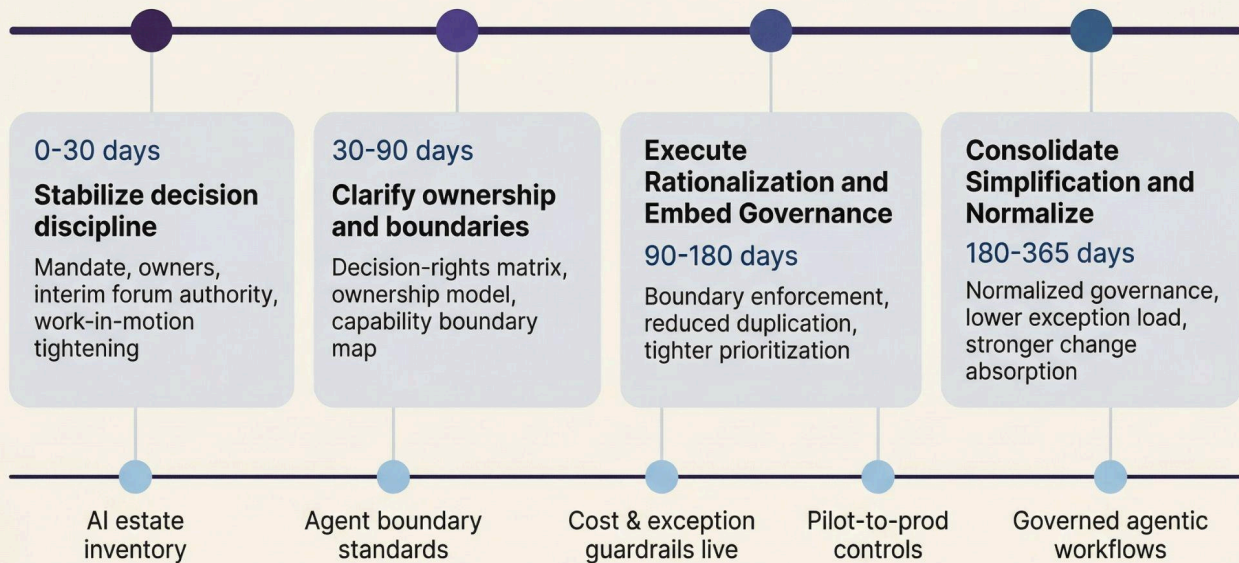 0-30 days
Stabilize decision
discipline
Mandate, owners,
interim forum authority,
work-in-motion
tightening
30-90 days
Clarify ownership
and boundaries
Decision-rights matrix,
ownership model,
capability boundary
map
Execute
Rationalization and
Embed Governance
90-180 days
Boundary enforcement,
reduced duplication,
tighter prioritization
Consolidate
Simplification and
Normalize
180-365 days
Normalized governance,
lower exception load,
stronger change
absorption
AI estate
inventory
Agent boundary
standards
Cost & exception
guardrails live
Pilot-to-prod
controls
Governed agentic
workflows